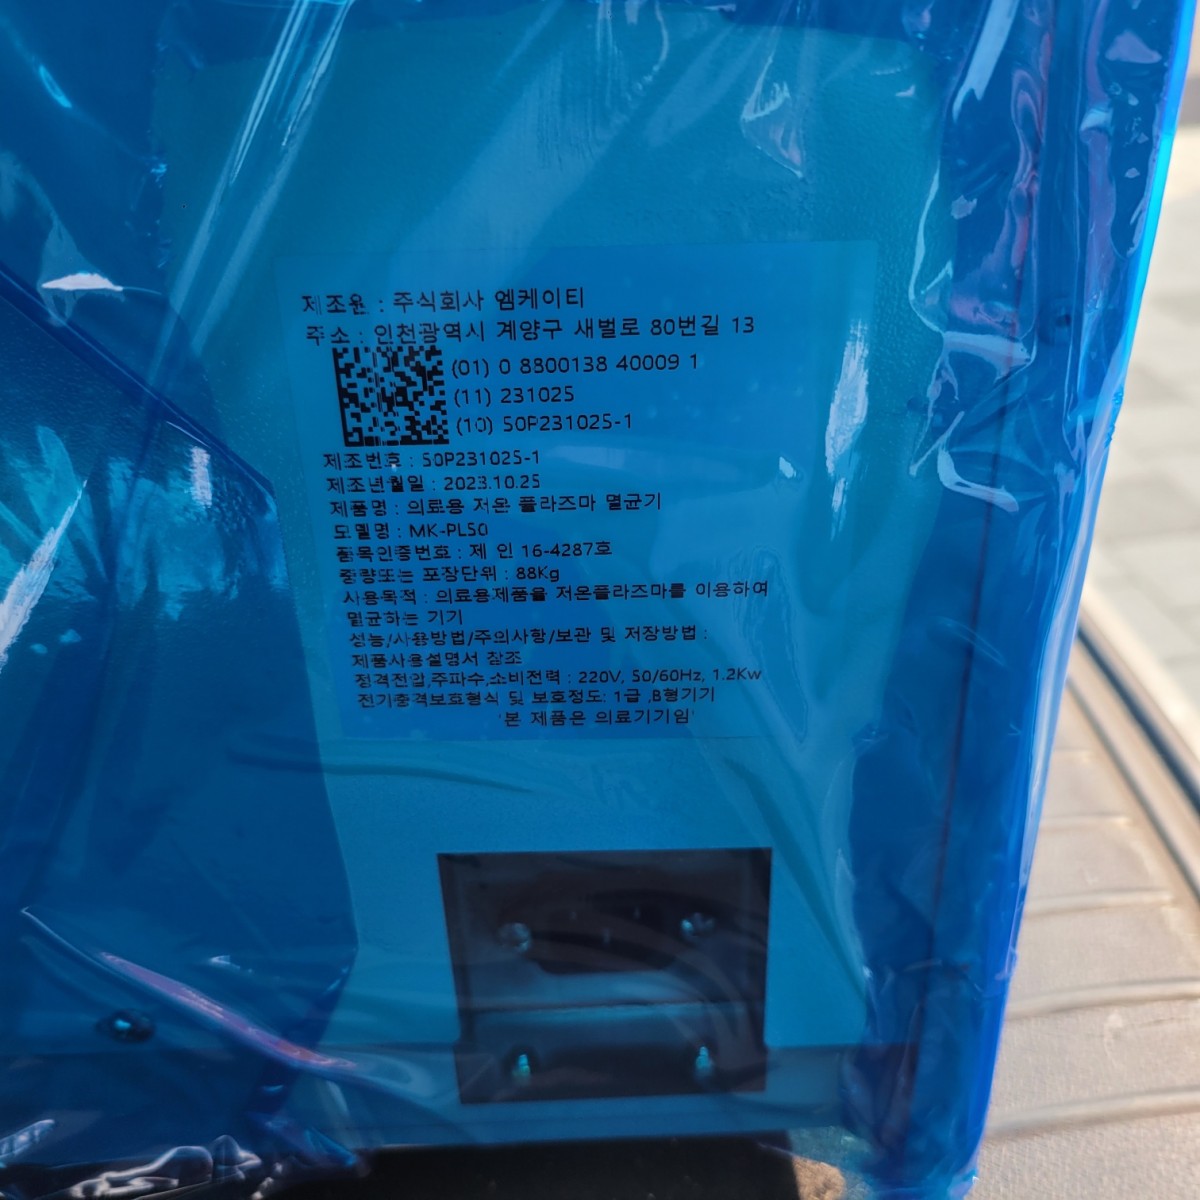 제조원 : 주식회사 엠케이티
주소 : 인천광역시 계양구 새벌로 80번길 13
(01) 0 8800138 40009 1
(11) 231025
(10) 50P231025-1
제조번호 : 50P231025-1
제조년월일 : 2023.10.25
제품명 : 의료용 저온 플라즈마 멸균기
모델명 : MK-PL50
품목인증번호 : 제 인 16-4287호
중량또는 포장단위 : 88Kg
사용목적 : 의료용제품을 저온플라즈마를 이용하여
멸균하는 기기
성능/사용방법/주의사항/보관 및 저장방법 :
제품사용설명서 참조
정격전압,주파수,소비전력 : 220V, 50/60Hz, 1.2Kw
전기충격보호형식 및 보호정도: 1급 ,B형기기
'본 제품은 의료기기임'